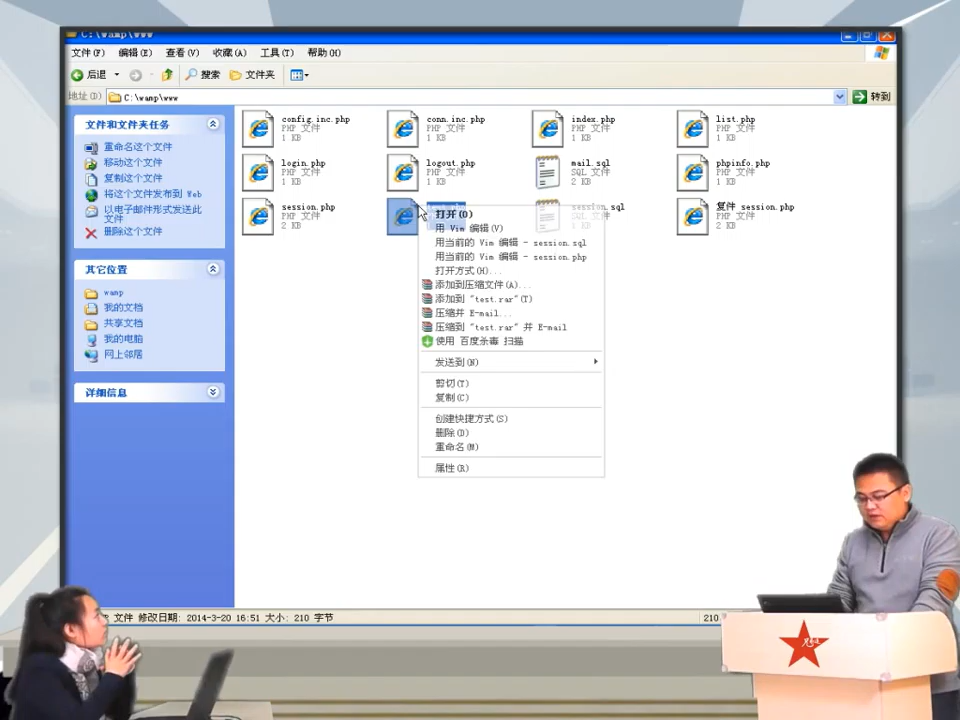 C:\wamp\www
文件(F) 编辑(E) 查看(V) 收藏(A) 工具(T) 帮助(H)
后退 搜索 文件夹
地址(D) C:\wamp\www 转到
文件和文件夹任务
重命名这个文件
移动这个文件
复制这个文件
将这个文件发布到 Web
以电子邮件形式发送此
文件
删除这个文件
其它位置
wamp
我的文档
共享文档
我的电脑
网上邻居
详细信息
config.inc.php
PHP 文件
1 KB
conn.inc.php
PHP 文件
1 KB
index.php
PHP 文件
1 KB
list.php
PHP 文件
1 KB
login.php
PHP 文件
1 KB
logout.php
PHP 文件
1 KB
mail.sql
SQL 文件
2 KB
phpinfo.php
PHP 文件
1 KB
session.php
PHP 文件
2 KB
session.sql
SQL 文件
2 KB
复件 session.php
PHP 文件
2 KB
打开(O)
用 Vim 编辑(V)
用当前的 Vim 编辑 - session.sql
用当前的 Vim 编辑 - session.php
打开方式(H)...
添加到压缩文件(A)...
添加到 "test.rar"(T)
压缩并 E-mail...
压缩到 "test.rar" 并 E-mail
使用 百度杀毒 扫描
发送到(N)
剪切(T)
复制(C)
创建快捷方式(S)
删除(D)
重命名(M)
属性(R)
文件 修改日期: 2014-3-20 16:51 大小: 210 字节
210